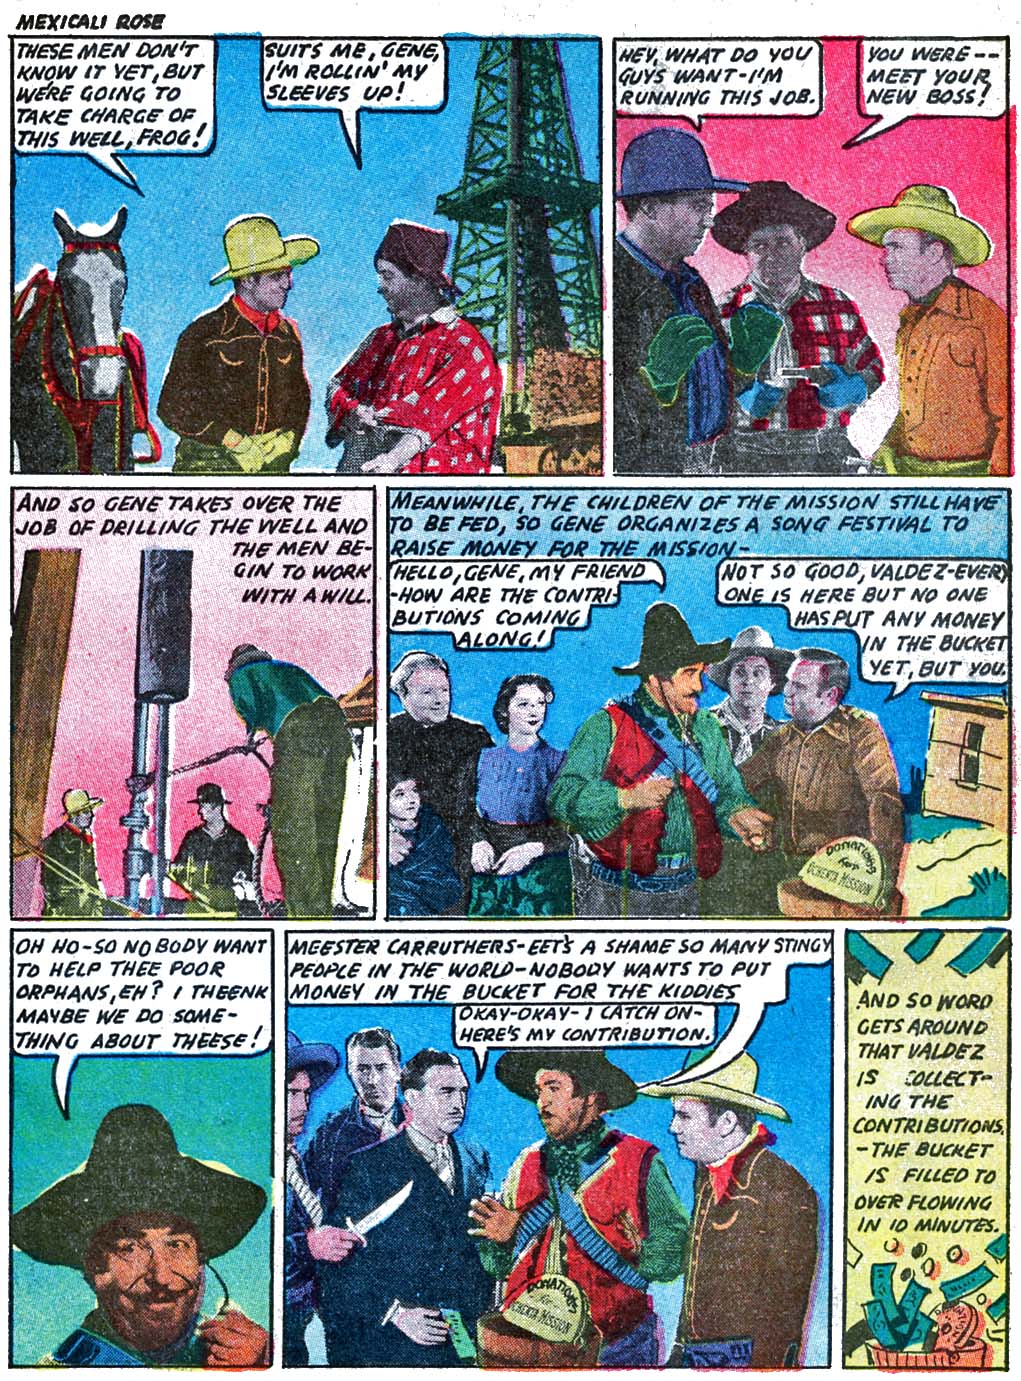 MEXICALI ROSE
THESE MEN DON'T
KNOW IT YET, BUT
WE'RE GOING TO
TAKE CHARGE OF
THIS WELL, FROG!
SUITS ME, GENE,
I'M ROLLIN' MY
SLEEVES UP!
HEY, WHAT DO YOU
GUYS WANT-I'M
RUNNING THIS JOB.
YOU WERE--
MEET YOUR
NEW BOSS!
AND SO GENE TAKES OVER THE
JOB OF DRILLING THE WELL AND
THE MEN BE-
GIN TO WORK
WITH A WILL.
MEANWHILE, THE CHILDREN OF THE MISSION STILL HAVE
TO BE FED, SO GENE ORGANIZES A SONG FESTIVAL TO
RAISE MONEY FOR THE MISSION-
HELLO, GENE, MY FRIEND
-HOW ARE THE CONTRI-
BUTIONS COMING
ALONG!
NOT SO GOOD, VALDEZ-EVERY
ONE IS HERE BUT NO ONE
HAS PUT ANY MONEY
IN THE BUCKET
YET, BUT YOU.
DONATIONS
for
OCHENTA MISSION
OH HO-SO NOBODY WANT
TO HELP THEE POOR
ORPHANS, EH? I THEENK
MAYBE WE DO SOME-
THING ABOUT THEESE!
MEESTER CARRUTHERS-EET'S A SHAME SO MANY STINGY
PEOPLE IN THE WORLD-NOBODY WANTS TO PUT
MONEY IN THE BUCKET FOR THE KIDDIES
OKAY-OKAY-I CATCH ON-
HERE'S MY CONTRIBUTION.
DONATIONS
for
OCHENTA MISSION
AND SO WORD
GETS AROUND
THAT VALDEZ
IS COLLECT-
ING THE
CONTRIBUTIONS.
-THE BUCKET
IS FILLED TO
OVER FLOWING
IN 10 MINUTES.